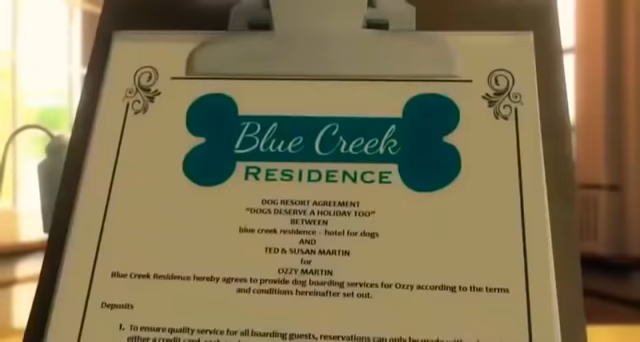 Blue Creek
RESIDENCE
DOG RESORT AGREEMENT
"DOGS DESERVE A HOLIDAY TOO"
BETWEEN
blue creek residence - hotel for dogs
AND
TED & SUSAN MARTIN
for
OZZY MARTIN
Blue Creek Residence hereby agrees to provide dog boarding services for Ozzy according to the terms
and conditions hereinafter set out.
Deposits
1. To ensure quality service for all boarding guests, reservations can only be made
either a credit card